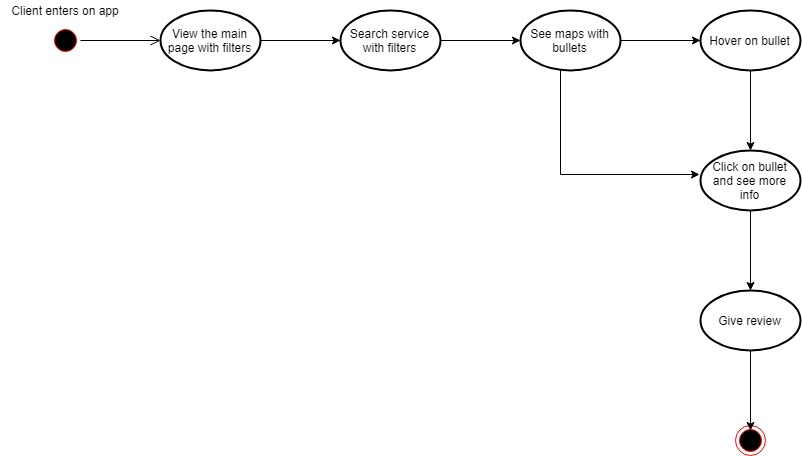 Client enters on app
View the main
page with filters
Search service
with filters
See maps with
bullets
Hover on bullet
Click on bullet
and see more
info
Give review